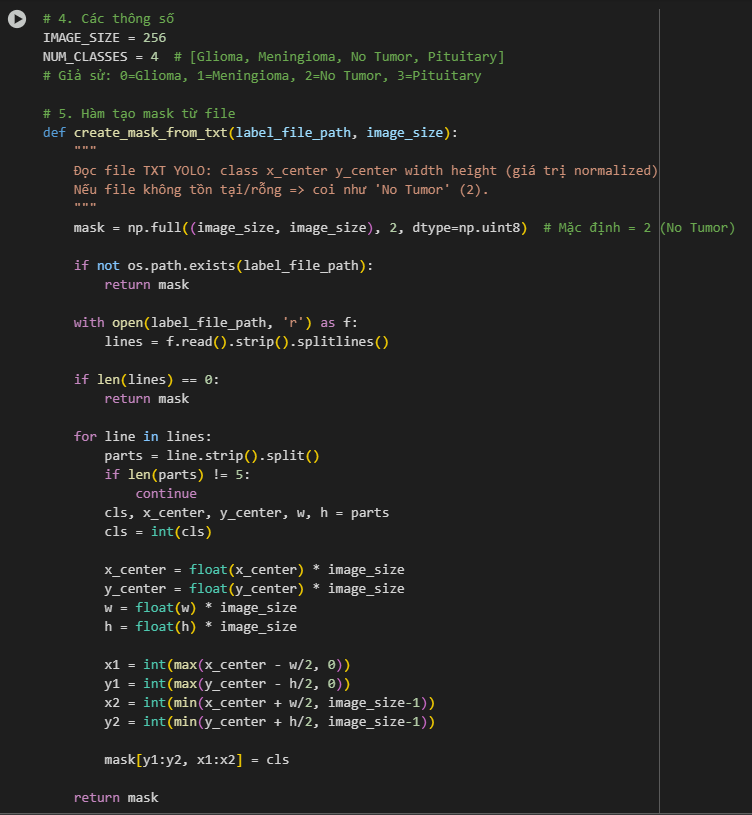 # 4. Các thông số
IMAGE_SIZE = 256
NUM_CLASSES = 4  # [Glioma, Meningioma, No Tumor, Pituitary]
# Giả sử: 0=Glioma, 1=Meningioma, 2=No Tumor, 3=Pituitary

# 5. Hàm tạo mask từ file
def create_mask_from_txt(label_file_path, image_size):
    """
    Đọc file TXT YOLO: class x_center y_center width height (giá trị normalized)
    Nếu file không tồn tại/rỗng => coi như 'No Tumor' (2).
    """
    mask = np.full((image_size, image_size), 2, dtype=np.uint8)  # Mặc định = 2 (No Tumor)

    if not os.path.exists(label_file_path):
        return mask

    with open(label_file_path, 'r') as f:
        lines = f.read().strip().splitlines()

    if len(lines) == 0:
        return mask

    for line in lines:
        parts = line.strip().split()
        if len(parts) != 5:
            continue
        cls, x_center, y_center, w, h = parts
        cls = int(cls)

        x_center = float(x_center) * image_size
        y_center = float(y_center) * image_size
        w = float(w) * image_size
        h = float(h) * image_size

        x1 = int(max(x_center - w/2, 0))
        y1 = int(max(y_center - h/2, 0))
        x2 = int(min(x_center + w/2, image_size-1))
        y2 = int(min(y_center + h/2, image_size-1))

        mask[y1:y2, x1:x2] = cls

    return mask